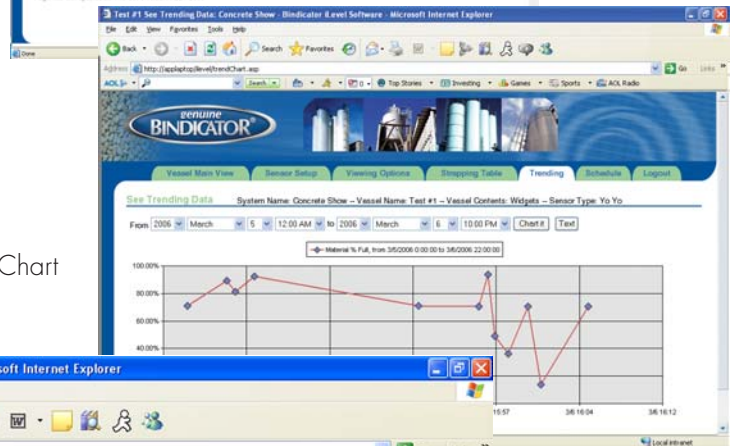 Done
Test #1 See Trending Data: Concrete Show - Bindicator iLevel Software - Microsoft Internet Explorer
File Edit View Favorites Tools Help
Back Search Favorites
Address http://applaptop/ilevel/trendChart.asp Go Links »
AOL Search 0 Top Stories Investing Games Sports AOL Radio
genuine
BINDICATOR®
Vessel Main View Sensor Setup Viewing Options Strapping Table Trending Schedule Logout
See Trending Data System Name: Concrete Show -- Vessel Name: Test #1 -- Vessel Contents: Widgets -- Sensor Type: Yo Yo
From 2006 March 5 12:00 AM to 2006 March 6 10:00 PM Chart it Text
Material % Full, from 3/5/2006 0:00:00 to 3/6/2006 22:00:00
100.00%
80.00%
60.00%
40.00%
Chart
soft Internet Explorer
15:57 3/6 16:04 3/6 16:12
Local intranet